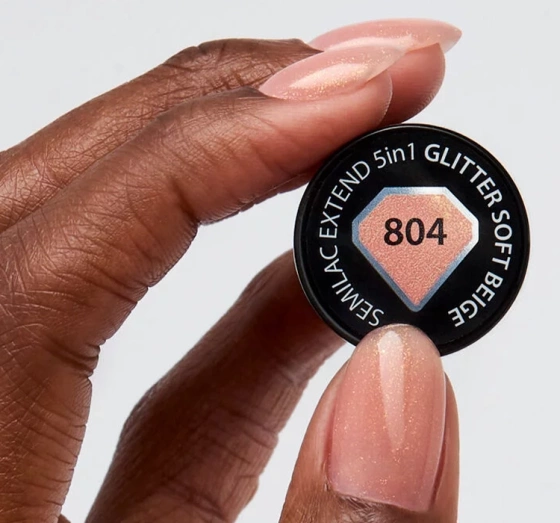 SEMILAC EXTEND 5in1 GLITTER SOFT BEIGE
804